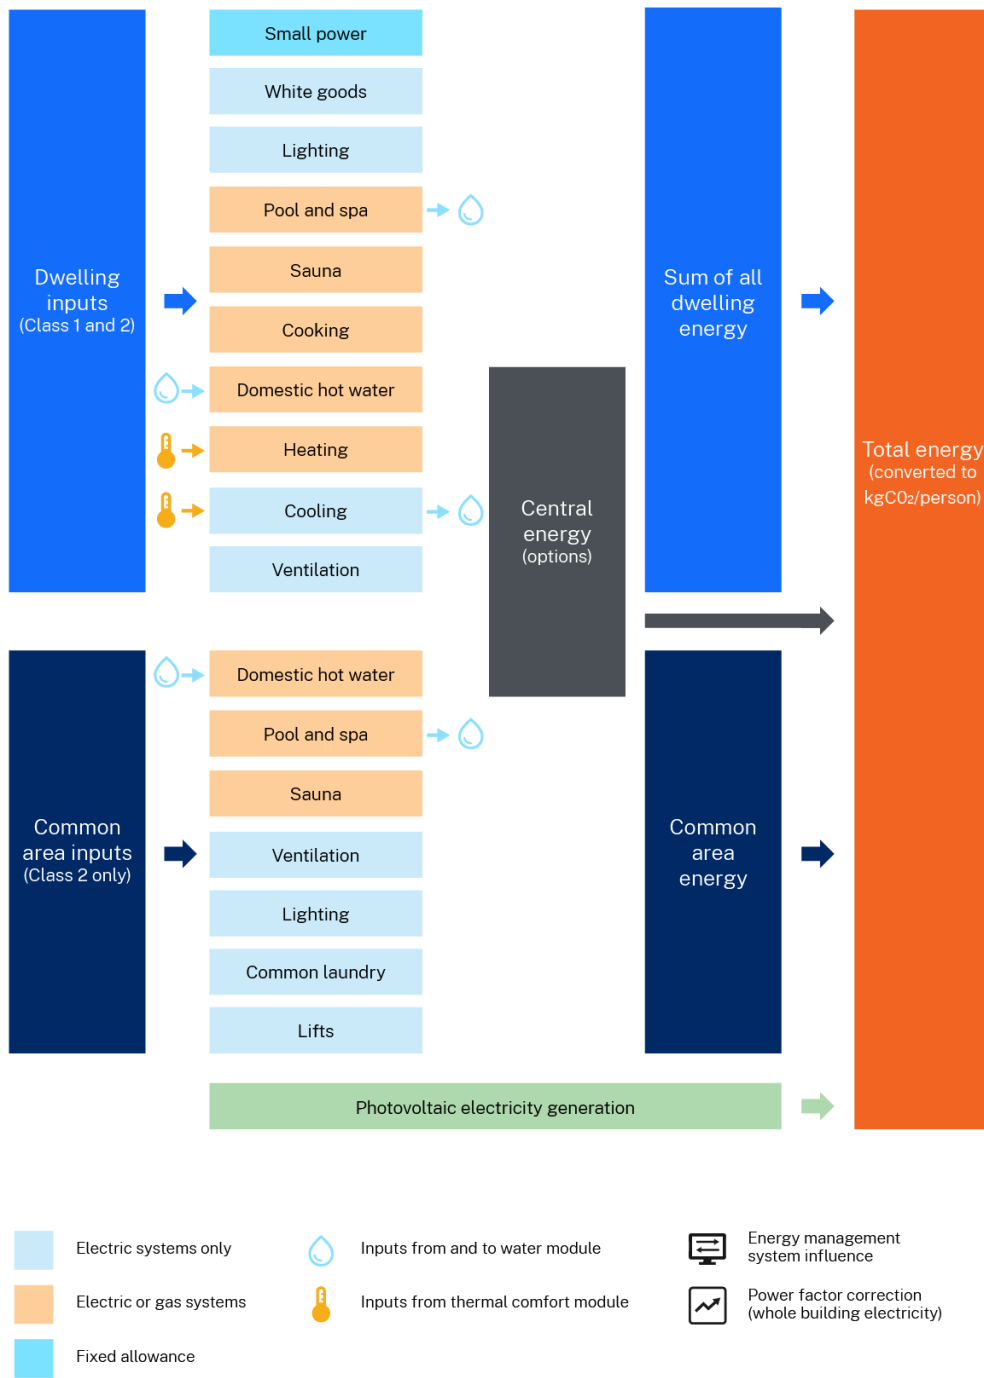 Small power
White goods
Lighting
Pool and spa
Sauna
Cooking
Domestic hot water
Heating
Cooling
Ventilation
Dwelling
inputs
(Class 1 and 2)
Sum of all
dwelling
energy
Central
energy
(options)
Total energy
(converted to
kgC0₂/person)
Domestic hot water
Pool and spa
Sauna
Ventilation
Lighting
Common laundry
Lifts
Common
area inputs
(Class 2 only)
Common
area
energy
Photovoltaic electricity generation
Electric systems only
Electric or gas systems
Fixed allowance
Inputs from and to water module
Inputs from thermal comfort module
Energy management
system influence
Power factor correction
(whole building electricity)